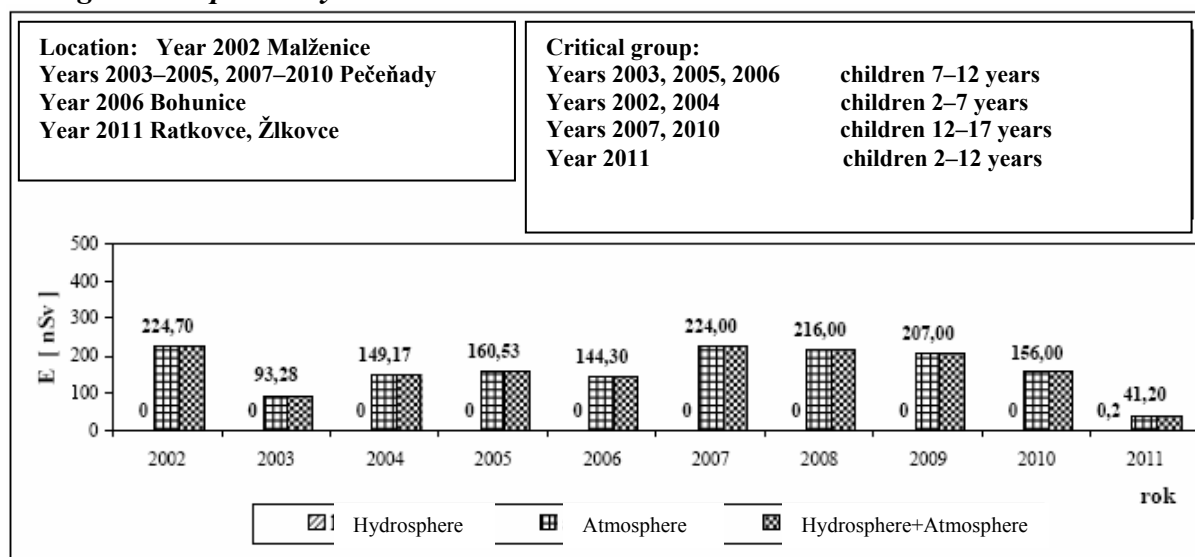 Location: Year 2002 Malženice
Years 2003–2005, 2007–2010 Pečeňady
Year 2006 Bohunice
Year 2011 Ratkovce, Žlkovce
Critical group:
Years 2003, 2005, 2006 children 7–12 years
Years 2002, 2004 children 2–7 years
Years 2007, 2010 children 12–17 years
Year 2011 children 2–12 years
E [ nSv ]
500
400
300
200
100
0
224,70
93,28
149,17
160,53
144,30
224,00
216,00
207,00
156,00
41,20
0
0
0
0
0
0
0
0
0
0,2
2002 2003 2004 2005 2006 2007 2008 2009 2010 2011
rok
Hydrosphere Atmosphere Hydrosphere+Atmosphere